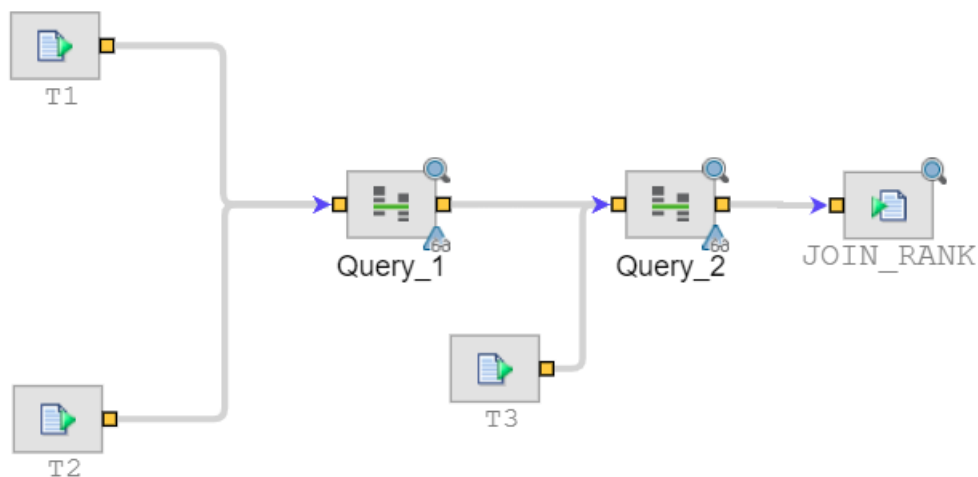 T1
Query_1
Query_2
JOIN_RANK
T3
T2